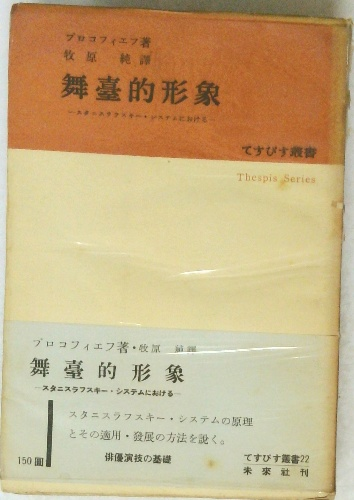 プロコフィエフ著
牧原 純譯
舞臺的形象
—スタニスラフスキー・システムにおける—
てすぴす叢書
Thespis Series
プロコフィエフ著・牧原 純譯
舞臺的形象
—スタニスラフスキー・システムにおける—
スタニスラフスキー・システムの原理
とその適用・發展の方法を説く。
150圓
俳優演技の基礎
てすぴす叢書22
未來社刊